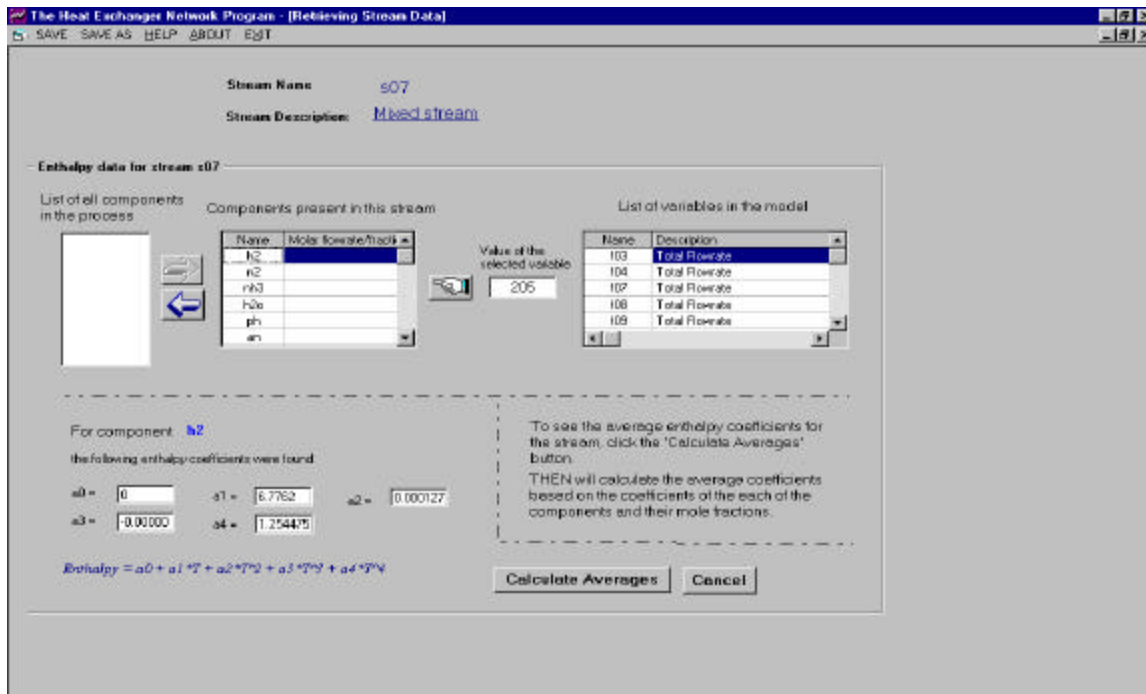 The Heat Exchanger Network Program - [Retrieving Stream Data]
SAVE SAVE AS HELP ABOUT EXIT
Stream Name s07
Stream Description: Mixed stream
Enthalpy data for stream s07
List of all components
in the process
Components present in this stream
List of variables in the model
Name Molar flowrate/fracti
h2
n2
nh3
h2o
ph
an
Value of the
selected variable
205
Name Description
f03 Total Flowrate
f04 Total Flowrate
f07 Total Flowrate
f08 Total Flowrate
f09 Total Flowrate
For component h2
the following enthalpy coefficients were found
a0 = 0 a1 = 6.7762 a2 = 0.000127
a3 = -0.00000 a4 = 1.254475
Enthalpy = a0 + a1*T + a2*T^2 + a3*T^3 + a4*T^4
To see the average enthalpy coefficients for
the stream, click the 'Calculate Averages'
button.
THEN will calculate the average coefficients
based on the coefficients of the each of the
components and their mole fractions.
Calculate Averages Cancel